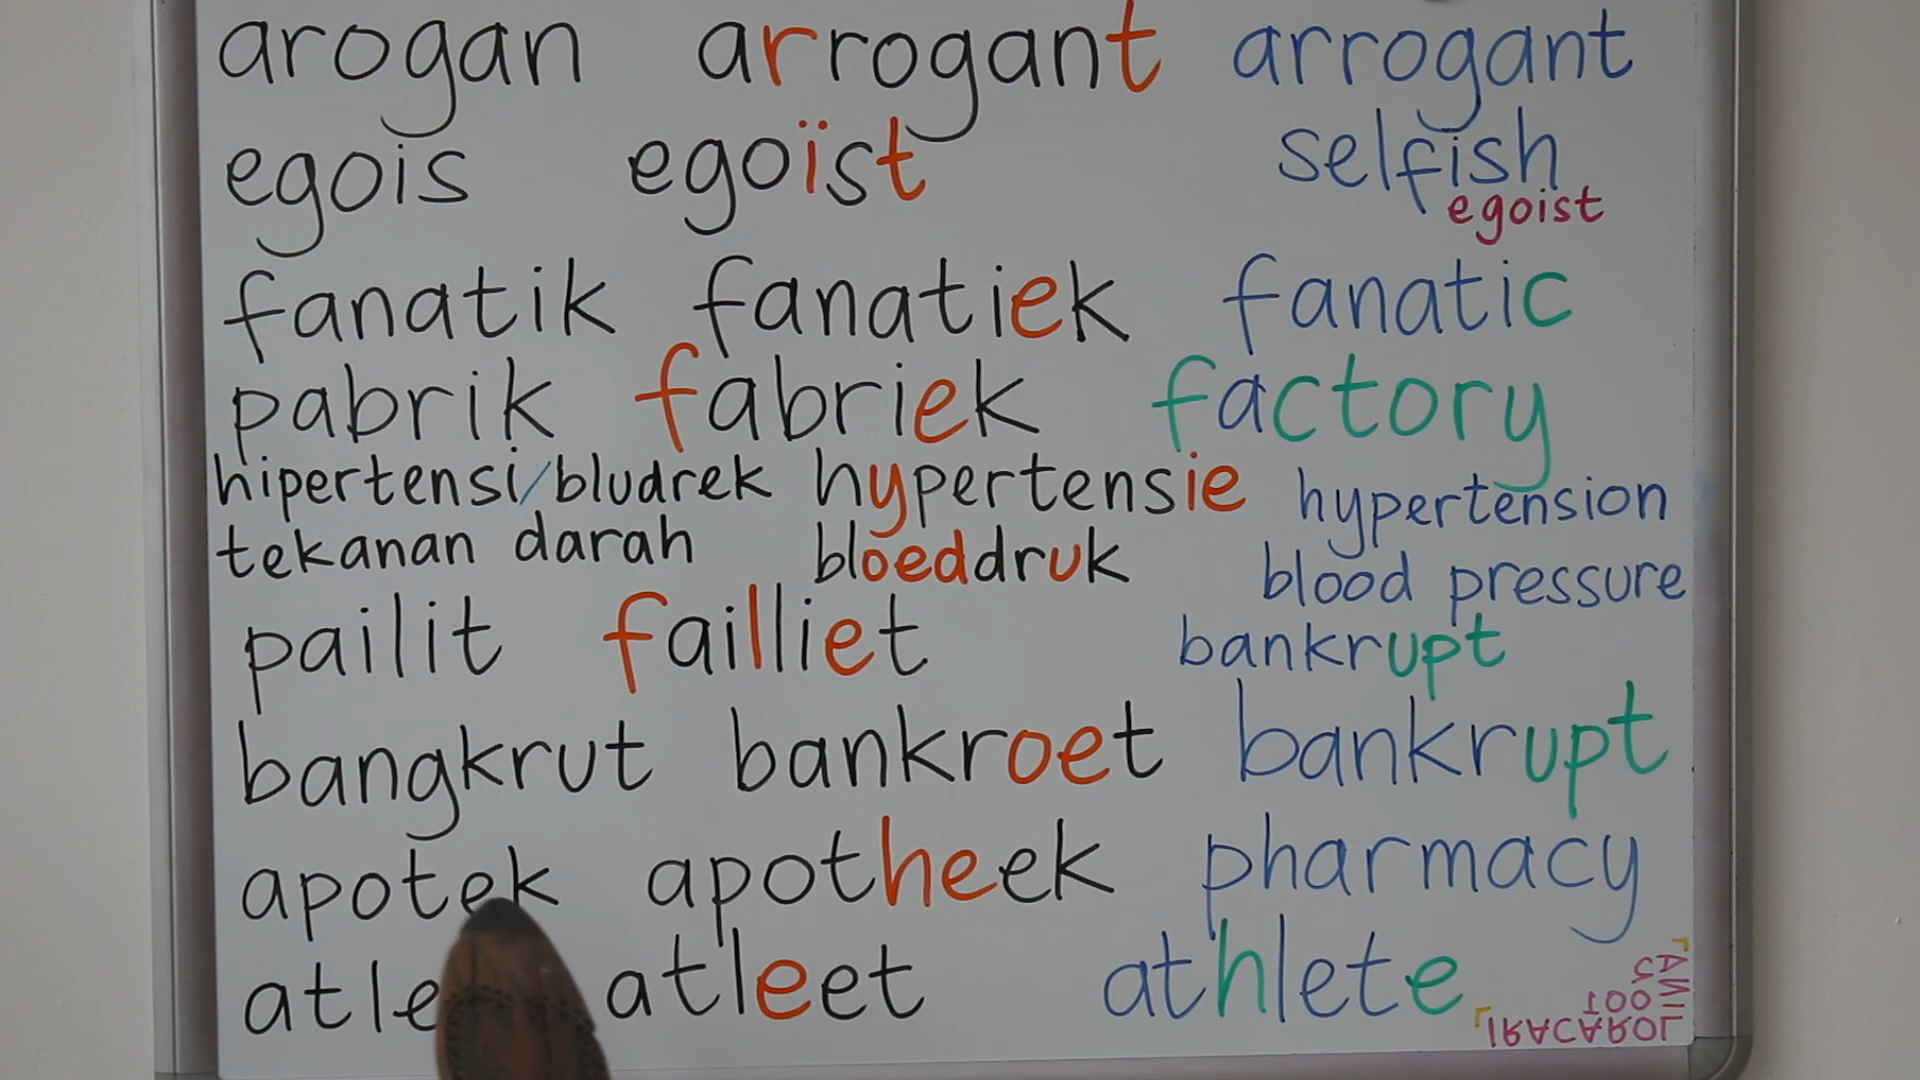 arogan arrogant arrogant
egois egoïst selfish
egoist
fanatik fanatiek fanatic
pabrik fabriek factory
hipertensi/bludrek hypertensie hypertension
tekanan darah bloeddruk blood pressure
pailit failliet bankrupt
bangkrut bankroet bankrupt
apotek apotheek pharmacy
atle atleet athlete